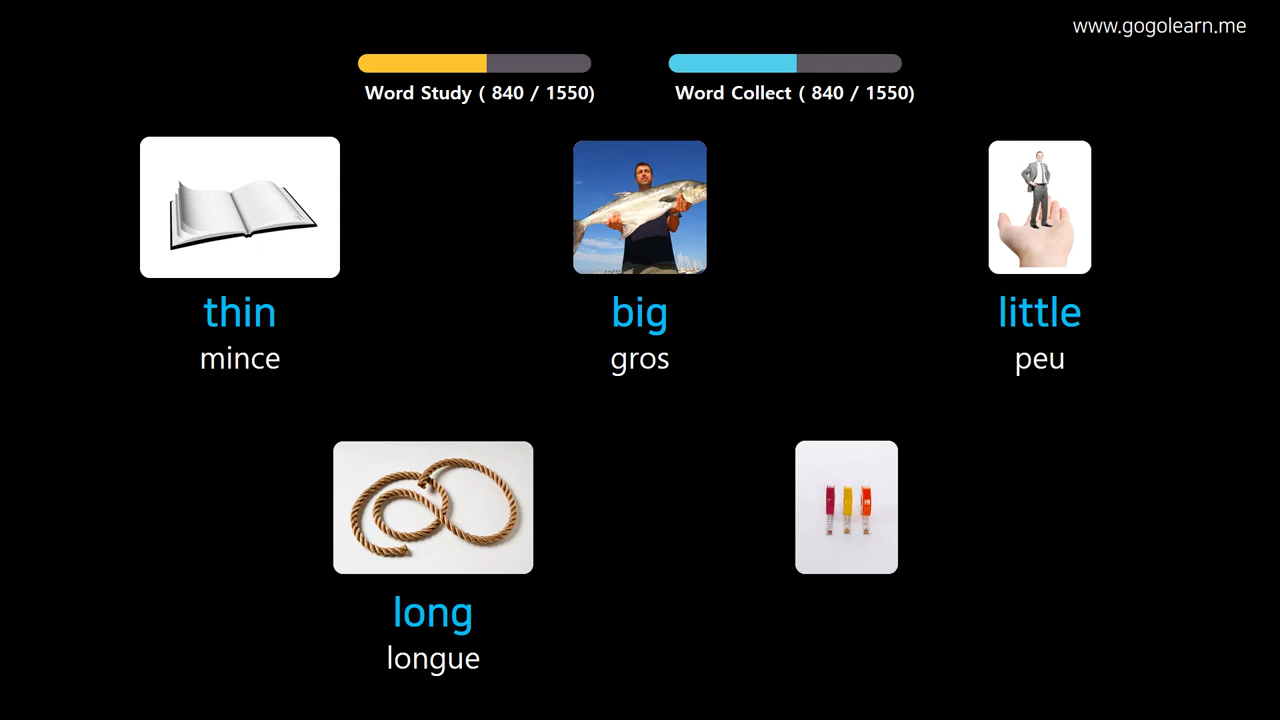 www.gogolearn.me
Word Study ( 840 / 1550)
Word Collect ( 840 / 1550)
thin
mince
big
gros
little
peu
long
longue